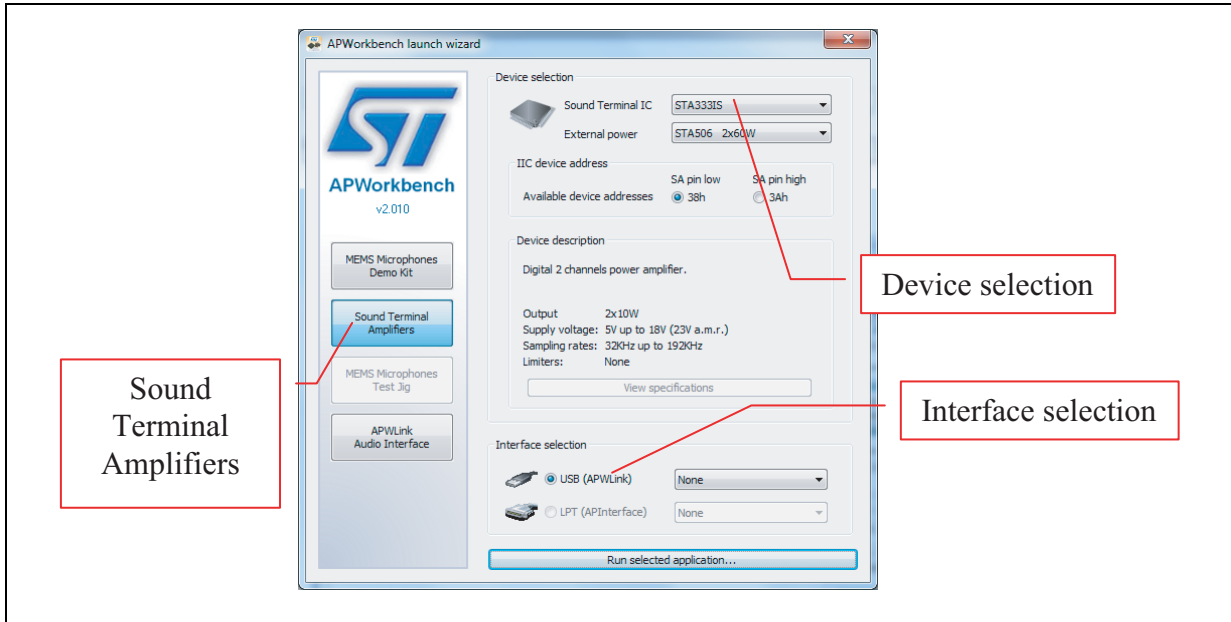 APWorkbench launch wizard
ST
APWorkbench
v2.010
MEMS Microphones
Demo Kit
Sound Terminal
Amplifiers
MEMS Microphones
Test Jig
APWLink
Audio Interface
Device selection
Sound Terminal IC STA333IS
External power STA506 2x60W
IIC device address
SA pin low SA pin high
Available device addresses 38h 3Ah
Device description
Digital 2 channels power amplifier.
Output 2x10W
Supply voltage: 5V up to 18V (23V a.m.r.)
Sampling rates: 32KHz up to 192KHz
Limiters: None
View specifications
Interface selection
USB (APWLink) None
LPT (APInterface) None
Run selected application...
Device selection
Interface selection
Sound
Terminal
Amplifiers